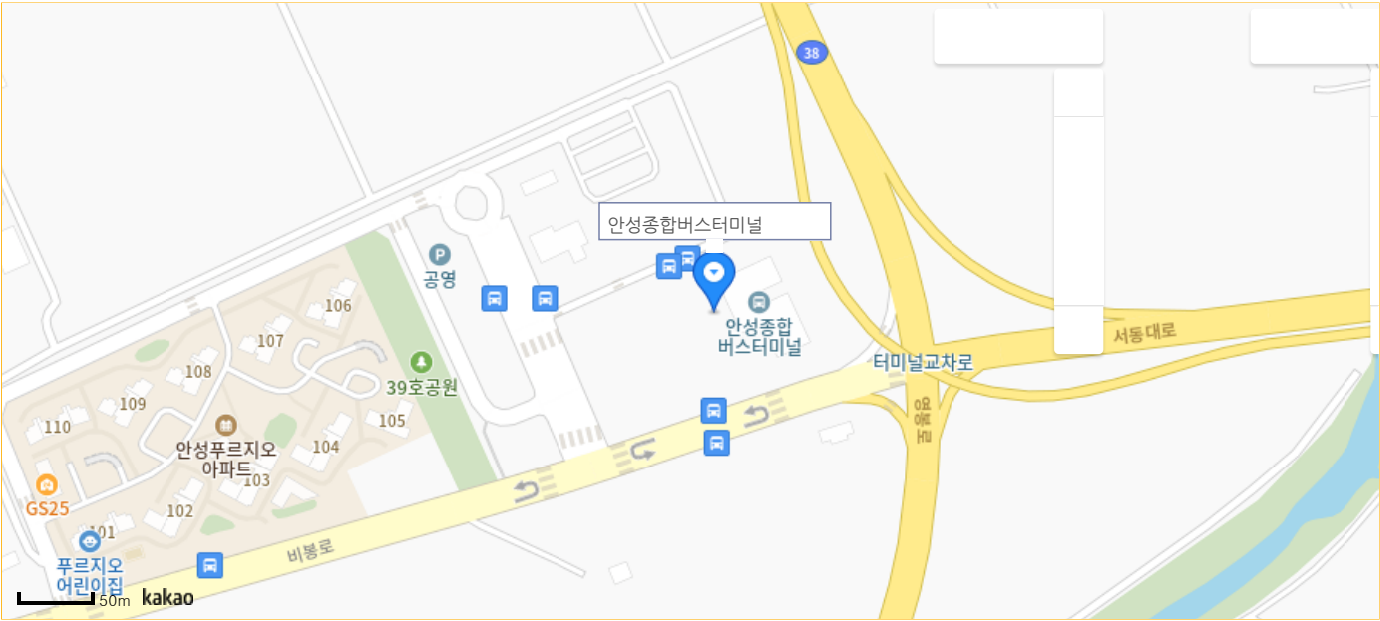 38
안성종합버스터미널
P
공영
106
107
108
109
110
39호공원
105
안성푸르지오
아파트
104
103
102
101
GS25
푸르지오
어린이집
안성종합
버스터미널
터미널교차로
서동대로
영봉로
비봉로
50m
kakao